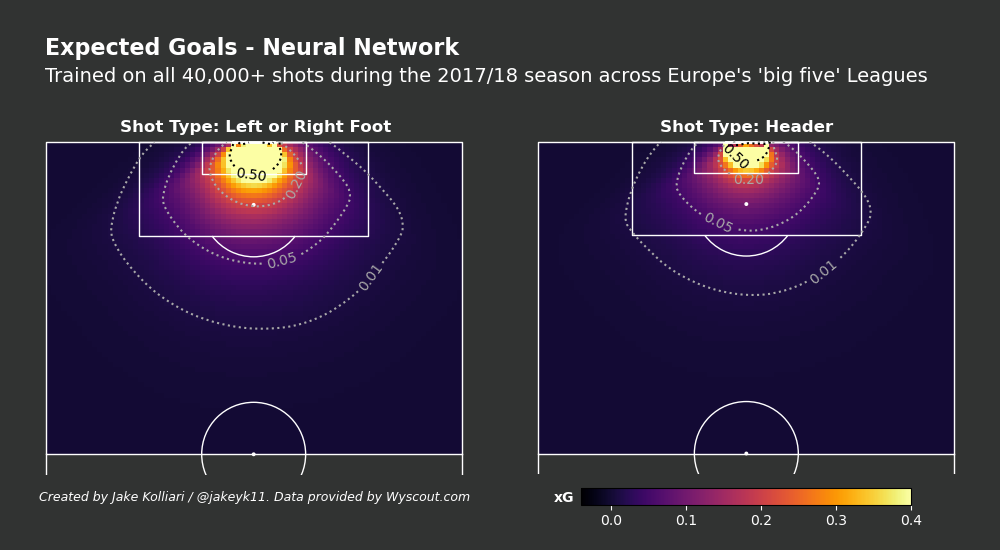 Expected Goals - Neural Network
Trained on all 40,000+ shots during the 2017/18 season across Europe's 'big five' Leagues
Shot Type: Left or Right Foot
Shot Type: Header
0.50
0.20
0.05
0.01
0.50
0.20
0.05
0.01
Created by Jake Kolliari / @jakeyk11. Data provided by Wyscout.com
xG
0.0 0.1 0.2 0.3 0.4